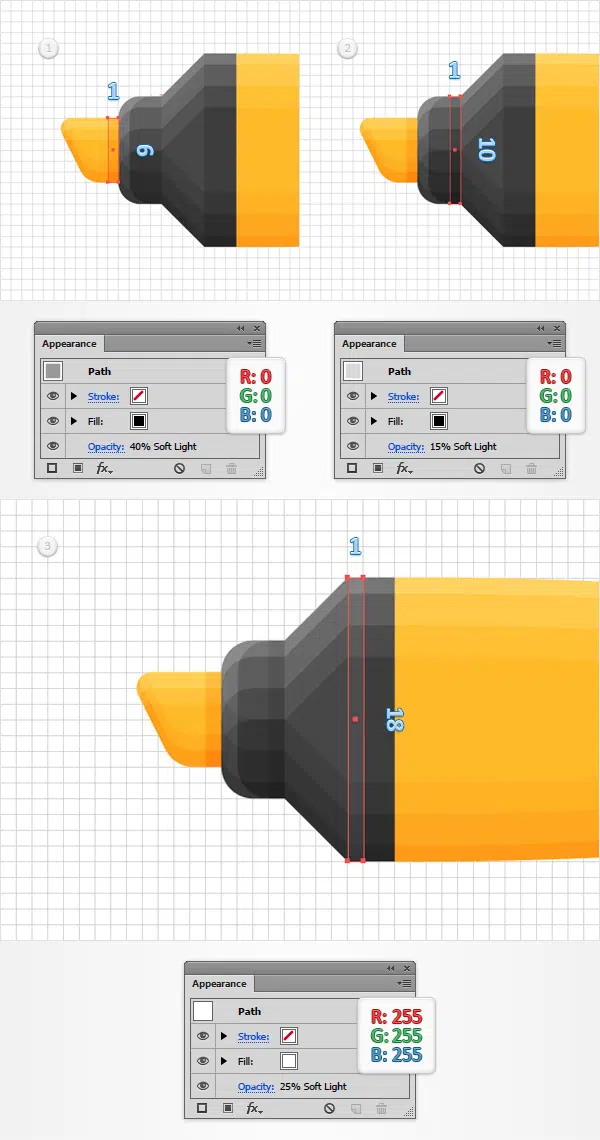 1
2
1
6
1
10
Appearance
Path
Stroke:
Fill:
Opacity: 40% Soft Light
fx
R: 0
G: 0
B: 0
Appearance
Path
Stroke:
Fill:
Opacity: 15% Soft Light
fx
R: 0
G: 0
B: 0
3
1
18
Appearance
Path
Stroke:
Fill:
Opacity: 25% Soft Light
fx
R: 255
G: 255
B: 255